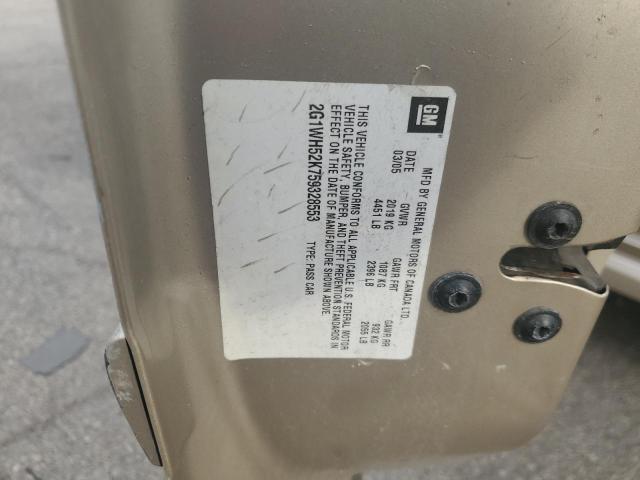 GM
MFD BY GENERAL MOTORS OF CANADA LTD.
DATE GVWR GAWR FRT GAWR RR
03/05 2019 KG 1087 KG 932 KG
4451 LB 2396 LB 2055 LB
THIS VEHICLE CONFORMS TO ALL APPLICABLE U.S. FEDERAL MOTOR
VEHICLE SAFETY, BUMPER, AND THEFT PREVENTION STANDARDS IN
EFFECT ON THE DATE OF MANUFACTURE SHOWN ABOVE.
2G1WH52K759328553 TYPE: PASS CAR